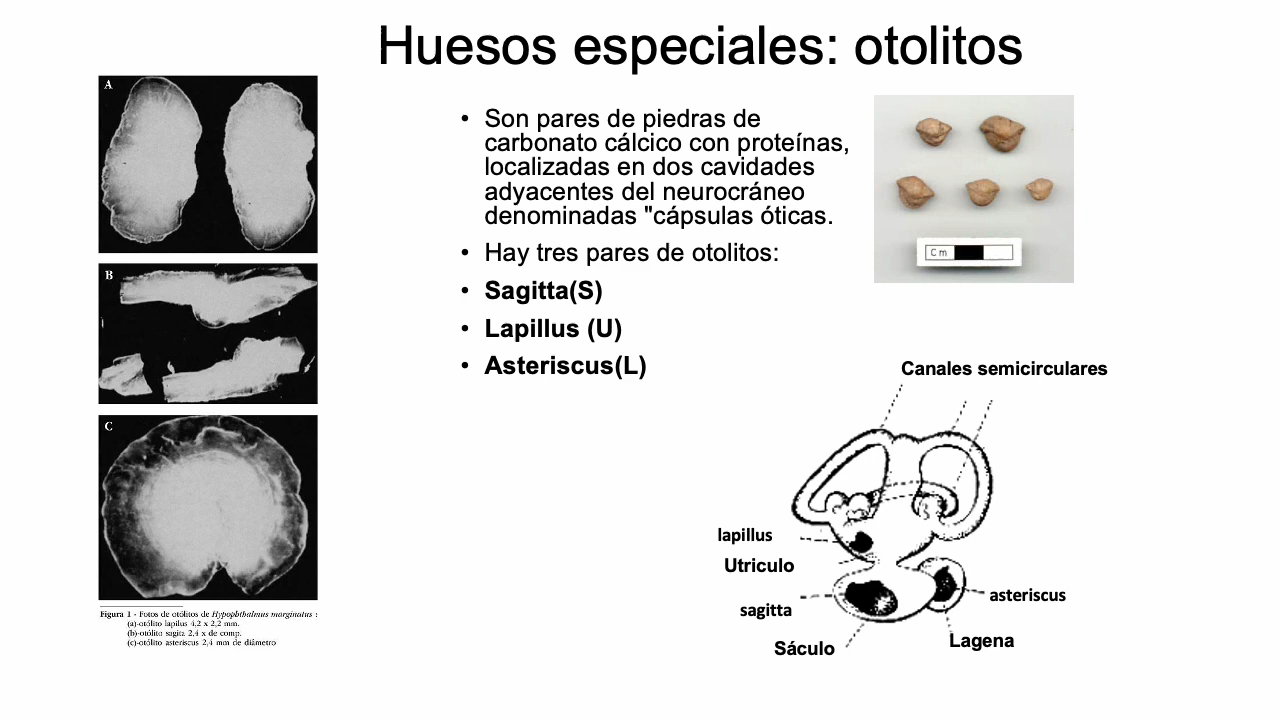 Huesos especiales: otolitos
A
B
C
Figura 1 - Fotos de otólitos de Hypophthalmus marginatus :
(a)-otólito lapilus 4,2 x 2,2 mm.
(b)-otólito sagita 2,4 x de comp.
(c)-otólito asteriscus 2,4 mm de diâmetro
• Son pares de piedras de
carbonato cálcico con proteínas,
localizadas en dos cavidades
adyacentes del neurocráneo
denominadas "cápsulas óticas.
• Hay tres pares de otolitos:
• Sagitta(S)
• Lapillus (U)
• Asteriscus(L)
Cm
Canales semicirculares
lapillus
Utriculo
sagitta
Sáculo
asteriscus
Lagena